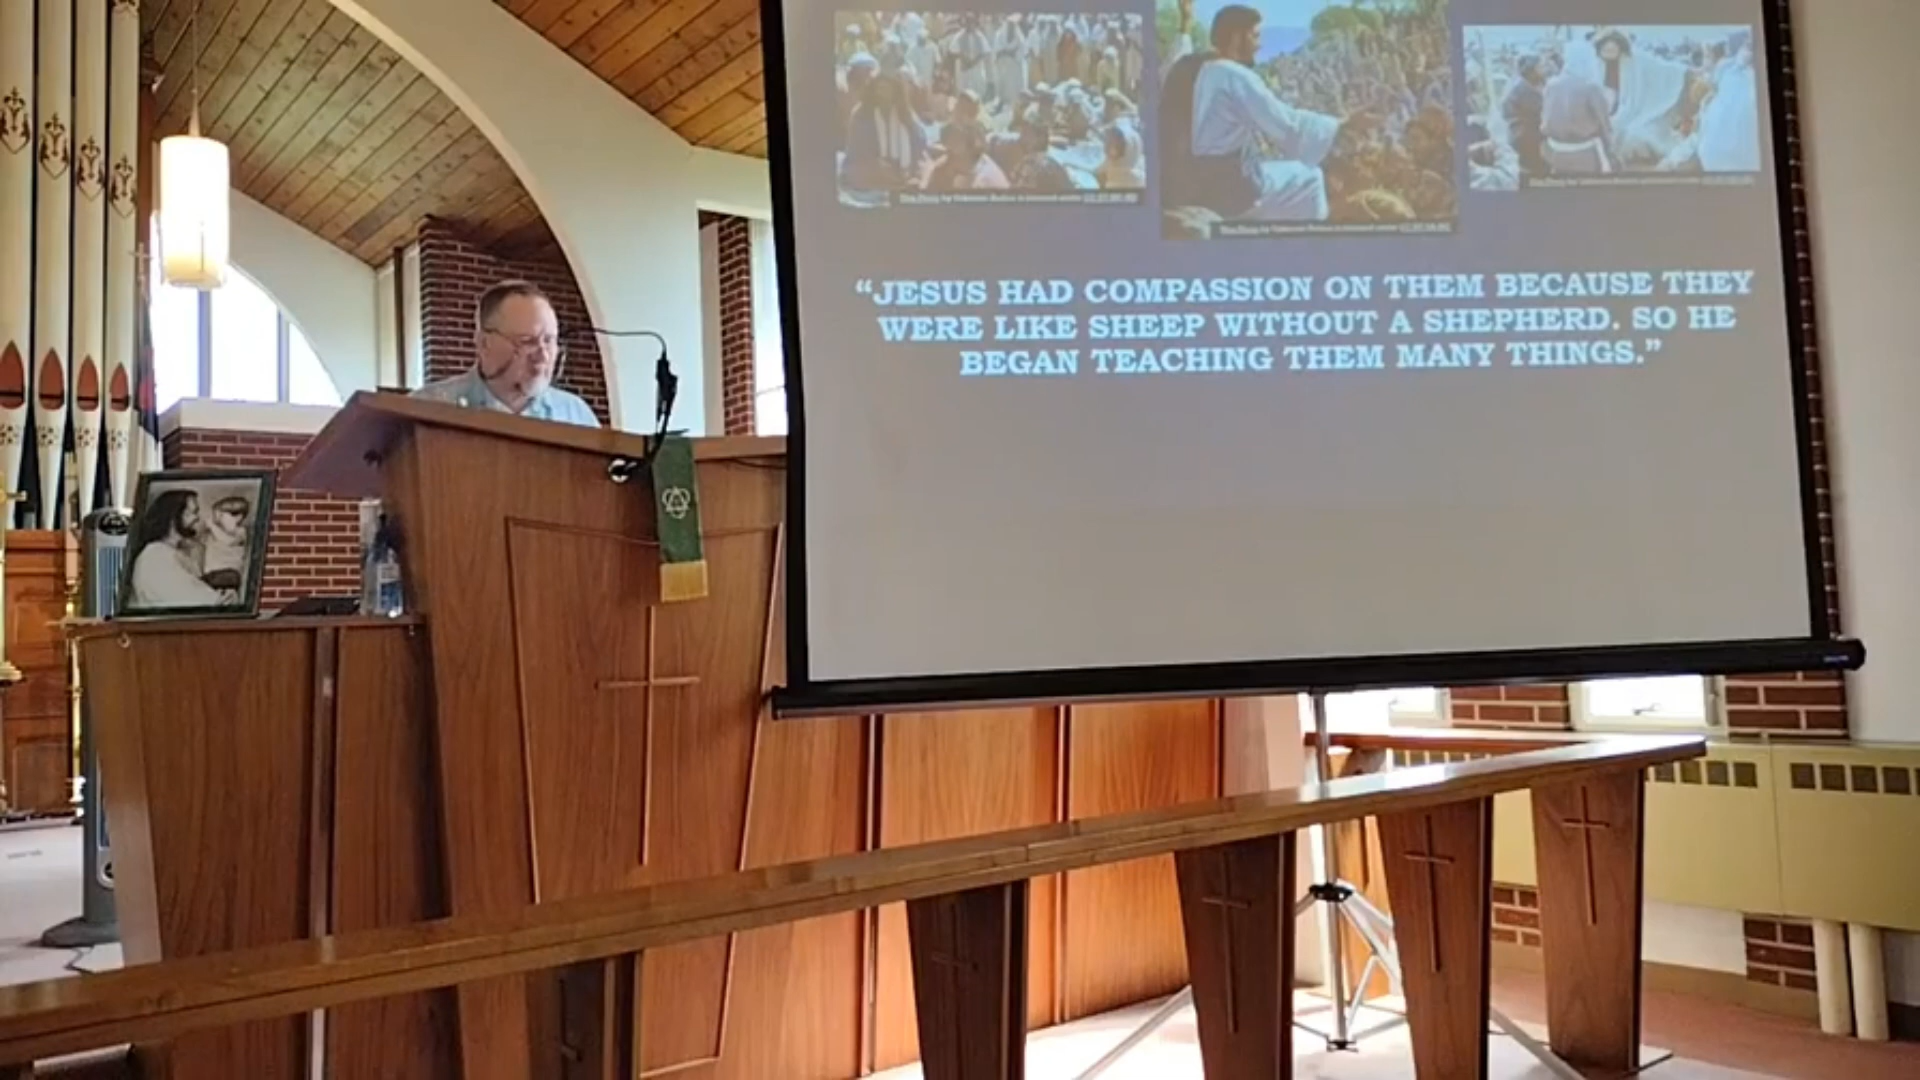 “JESUS HAD COMPASSION ON THEM BECAUSE THEY
WERE LIKE SHEEP WITHOUT A SHEPHERD. SO HE
BEGAN TEACHING THEM MANY THINGS.”